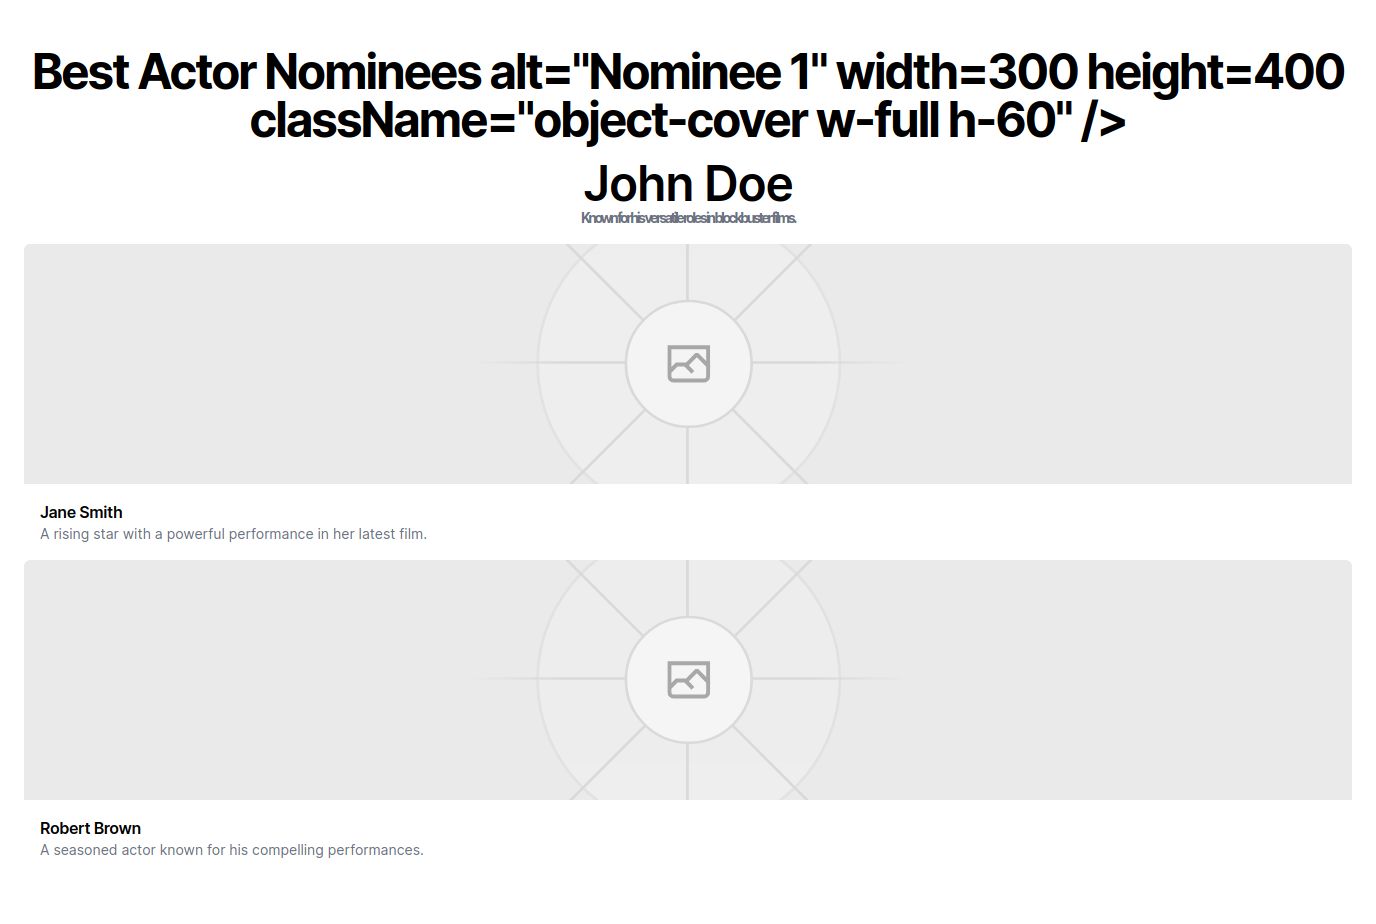 Best Actor Nominees alt="Nominee 1" width=300 height=400
className="object-cover w-full h-60" />
John Doe
Known for his versatile roles in blockbuster films.
Jane Smith
A rising star with a powerful performance in her latest film.
Robert Brown
A seasoned actor known for his compelling performances.